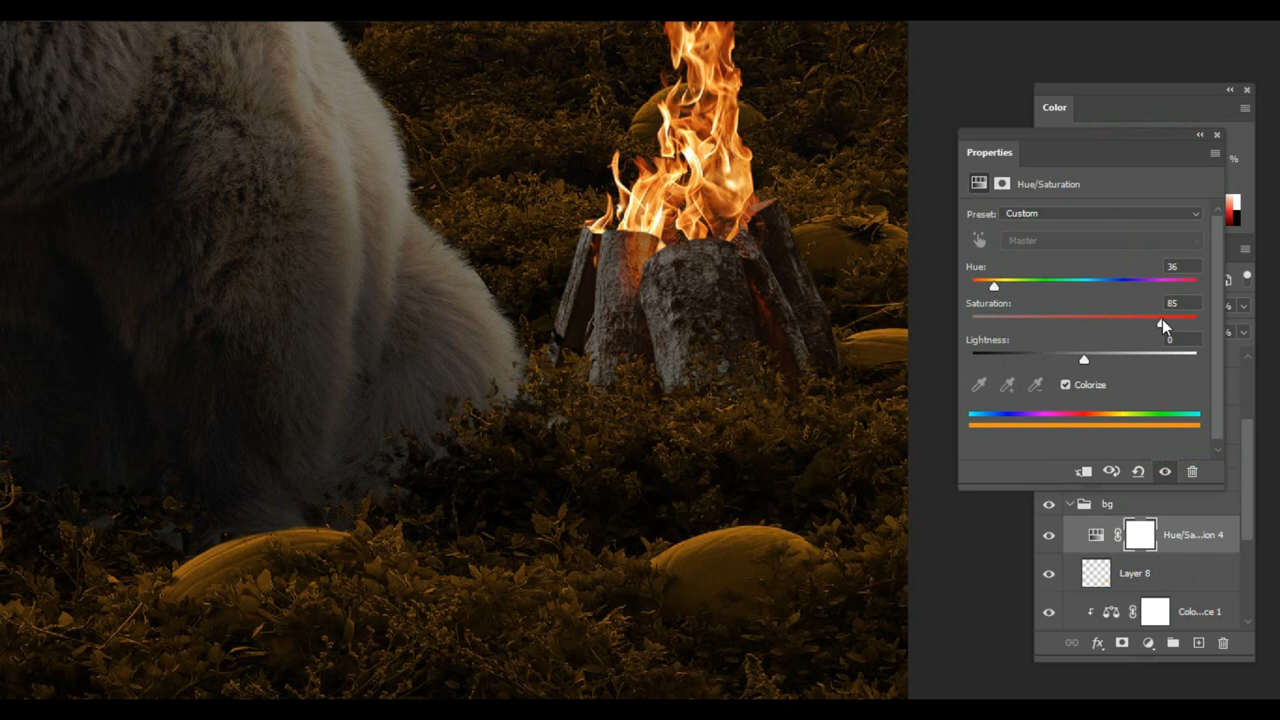 Color
Properties
%
Hue/Saturation
Preset: Custom
Master
Hue: 36
Saturation: 85
%
%
Lightness: 0
Colorize
bg
Hue/Sa...ion 4
Layer 8
Colo...ce 1
fx